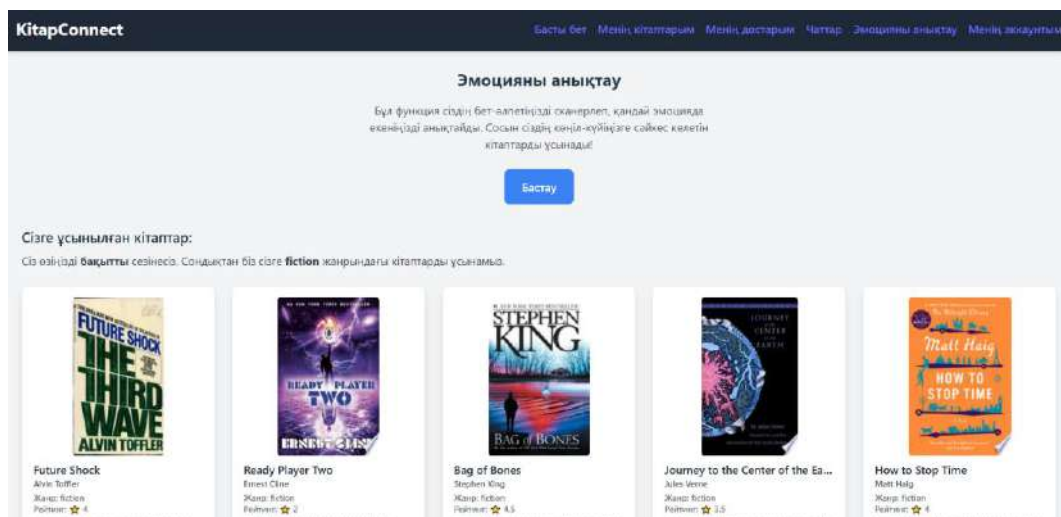 KitapConnect
Басты бет Менің кітаптарым Менің достарым Чаттар Эмоцияны анықтау Менің аккаунтым
Эмоцияны анықтау
Бұл функция сіздің бет-әлпетіңізді сканерлеп, қандай эмоцияда
екеніңізді анықтайды. Сосын сіздің көңіл-күйіңізге сәйкес келетін
кітаптарды ұсынады!
Бастау
Сізге ұсынылған кітаптар:
Сіз өзіңізді бақытты сезінесіз. Сондықтан біз сізге fiction жанрындағы кітаптарды ұсынамыз.
FUTURE SHOCK
THE
THIRD
WAVE
ALVIN TOFFLER
READY PLAYER
TWO
ERNEST CLINE
STEPHEN
KING
BAG of BONES
JOURNEY
CENTER
EARTH
Matt Haig
HOW TO
STOP TIME
Future Shock
Alvin Toffler
Жанр: fiction
Рейтинг: ⭐ 4
Ready Player Two
Ernest Cline
Жанр: fiction
Рейтинг: ⭐ 2
Bag of Bones
Stephen King
Жанр: fiction
Рейтинг: ⭐ 4.5
Journey to the Center of the Ea...
Jules Verne
Жанр: fiction
Рейтинг: ⭐ 3.5
How to Stop Time
Matt Haig
Жанр: fiction
Рейтинг: ⭐ 4